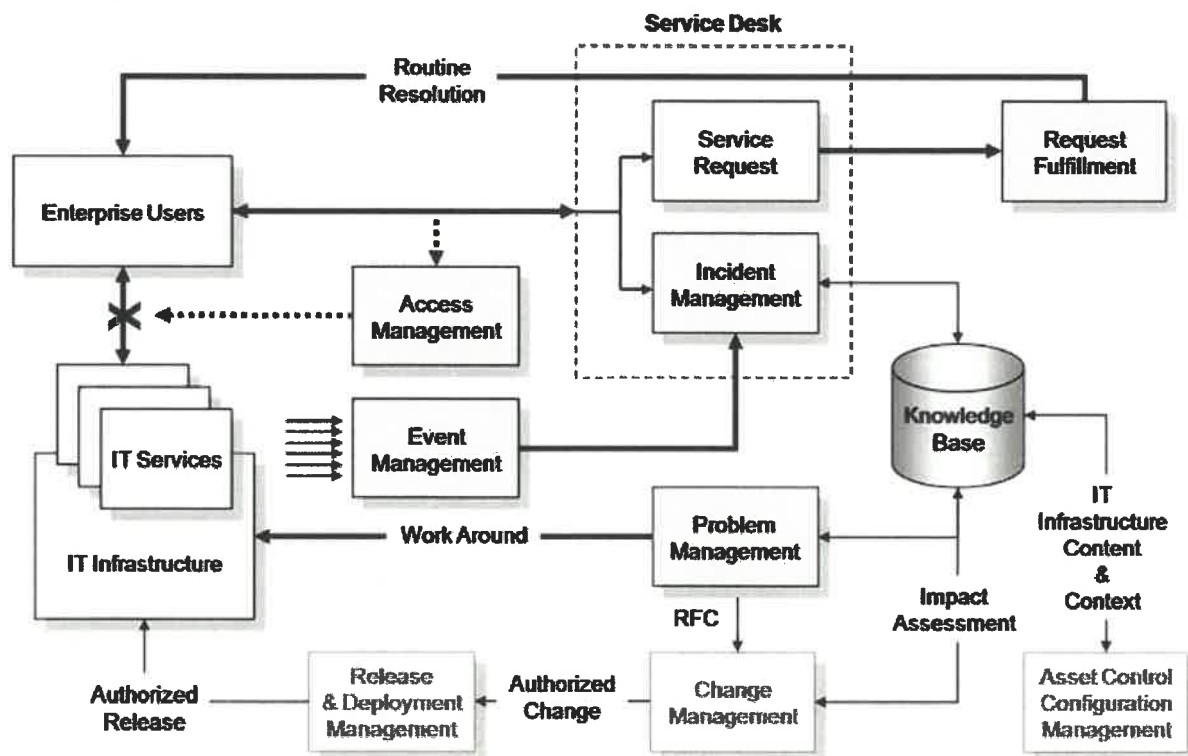 Service Desk
Routine
Resolution
Service
Request
Request
Fulfillment
Enterprise Users
Incident
Management
Access
Management
Knowledge
Base
Event
Management
IT Services
IT
Infrastructure
Content
&
Context
Work Around
Problem
Management
IT Infrastructure
Impact
Assessment
RFC
Release
& Deployment
Management
Authorized
Change
Change
Management
Asset Control
Configuration
Management
Authorized
Release